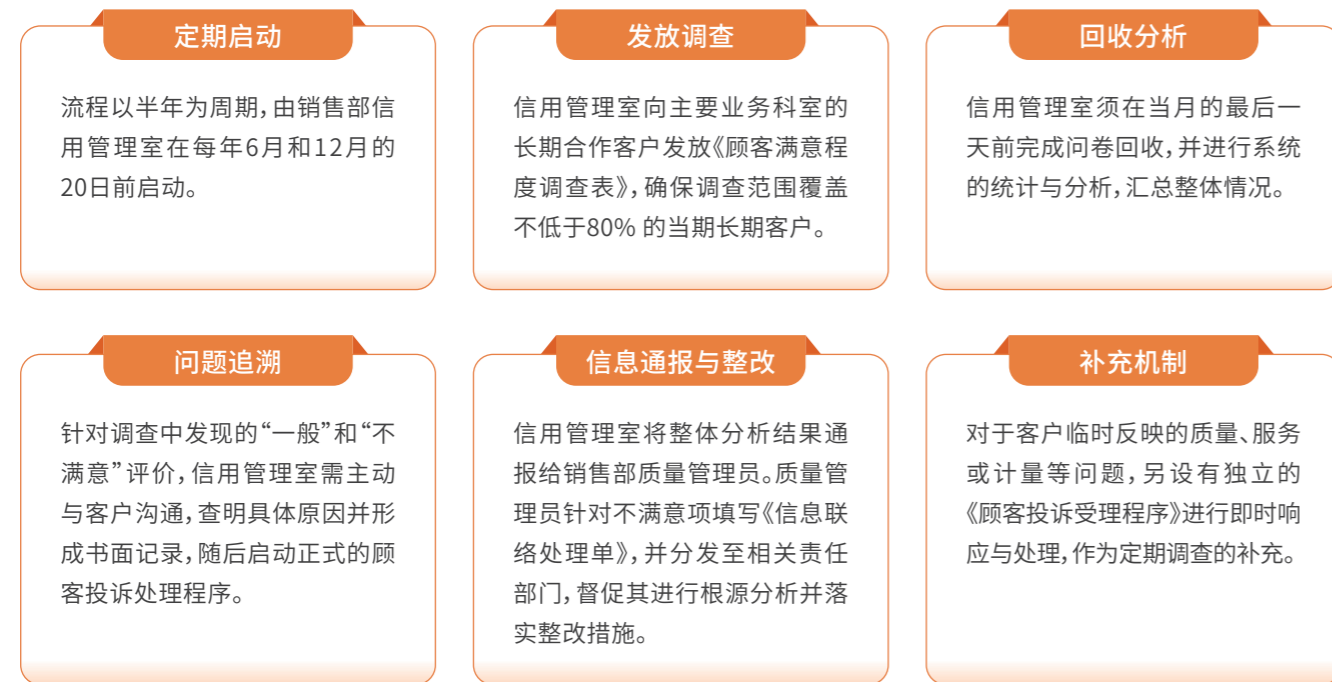 定期启动
流程以半年为周期，由销售部信
用管理室在每年6月和12月的
20日前启动。
发放调查
信用管理室向主要业务科室的
长期合作客户发放《顾客满意程
度调查表》，确保调查范围覆盖
不低于80% 的当期长期客户。
回收分析
信用管理室须在当月的最后一
天前完成问卷回收，并进行系统
的统计与分析，汇总整体情况。
问题追溯
针对调查中发现的“一般”和“不
满意”评价，信用管理室需主动
与客户沟通，查明具体原因并形
成书面记录，随后启动正式的顾
客投诉处理程序。
信息通报与整改
信用管理室将整体分析结果通
报给销售部质量管理员。质量管
理员针对不满意项填写《信息联
络处理单》，并分发至相关责任
部门，督促其进行根源分析并落
实整改措施。
补充机制
对于客户临时反映的质量、服务
或计量等问题，另设有独立的
《顾客投诉受理程序》进行即时响
应与处理，作为定期调查的补充。